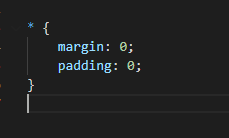 * {
    margin: 0;
    padding: 0;
}